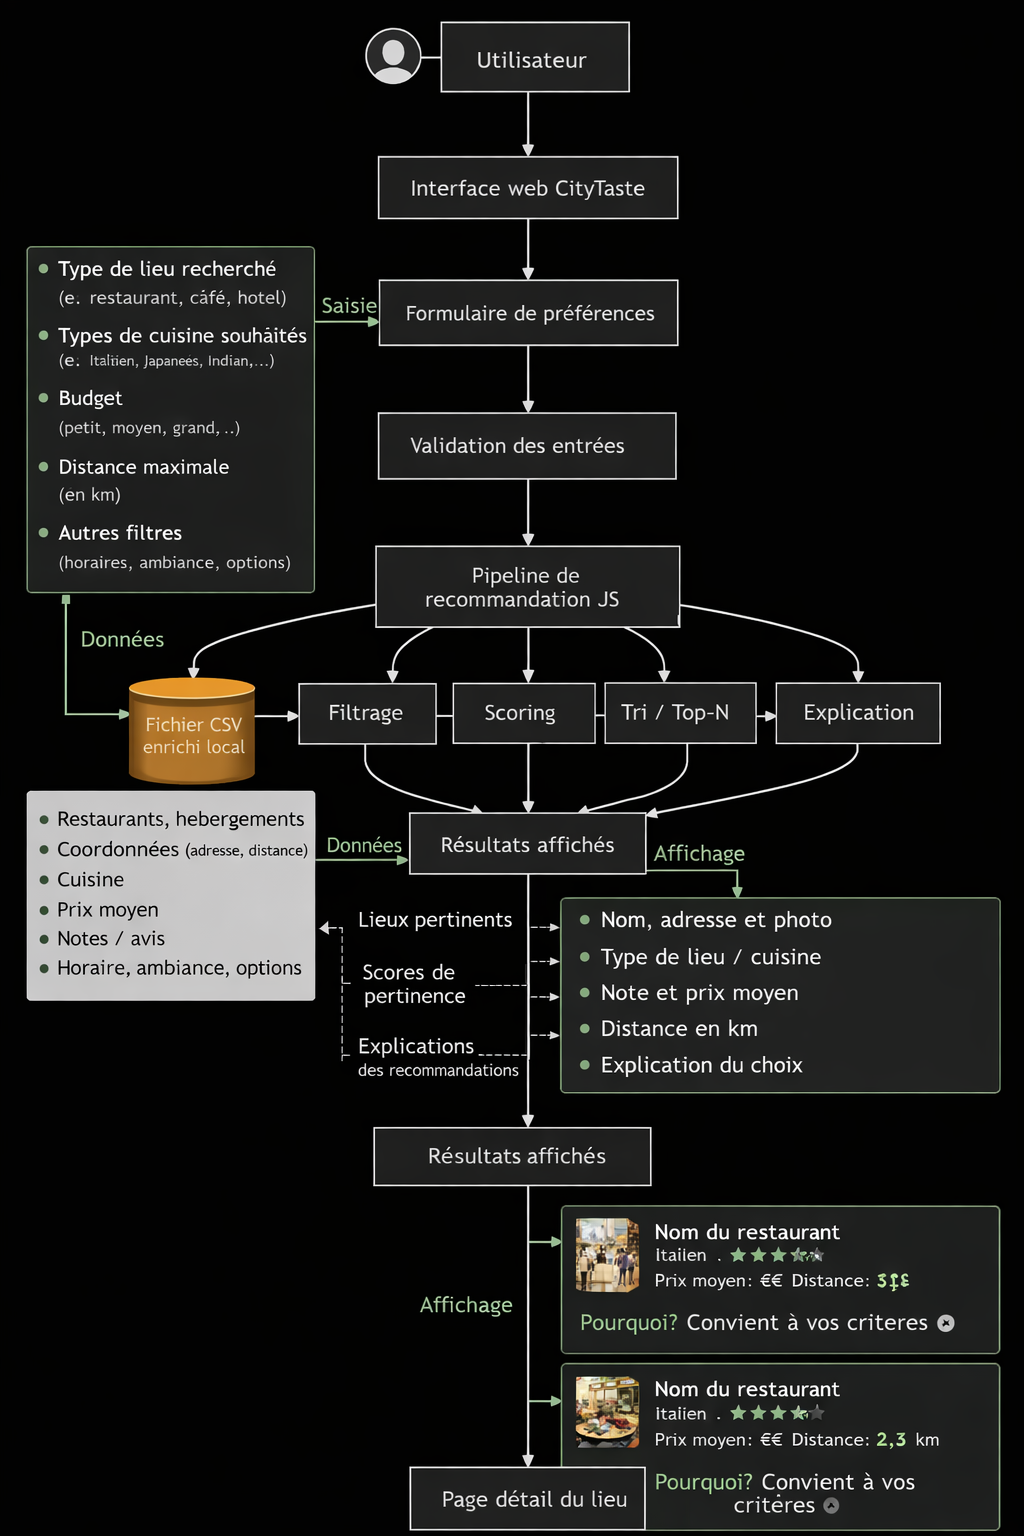 Utilisateur
Interface web CityTaste
Type de lieu recherché
(e. restaurant, café, hotel)
Types de cuisine souhàités
(e. Italiien, Japanees, Indian,...)
Budget
(petit, moyen, grand,..)
Distance maximale
(en km)
Autres filtres
(horaires, ambiance, options)
Saisie
Formulaire de préférences
Validation des entrées
Pipeline de
recommandation JS
Données
Fichier CSV
enrichi local
Filtrage
Scoring
Tri / Top-N
Explication
Restaurants, hebergements
Coordonnées (adresse, distance)
Cuisine
Prix moyen
Notes / avis
Horaire, ambiance, options
Données
Résultats affichés
Affichage
Lieux pertinents
Scores de
pertinence
Explications
des recommandations
Nom, adresse et photo
Type de lieu / cuisine
Note et prix moyen
Distance en km
Explication du choix
Résultats affichés
Affichage
Nom du restaurant
Italien .
Prix moyen: €€ Distance:
Pourquoi? Convient à vos criteres
Nom du restaurant
Italien .
Prix moyen: €€ Distance: 2,3 km
Pourquoi? Convient à vos
critères
Page détail du lieu